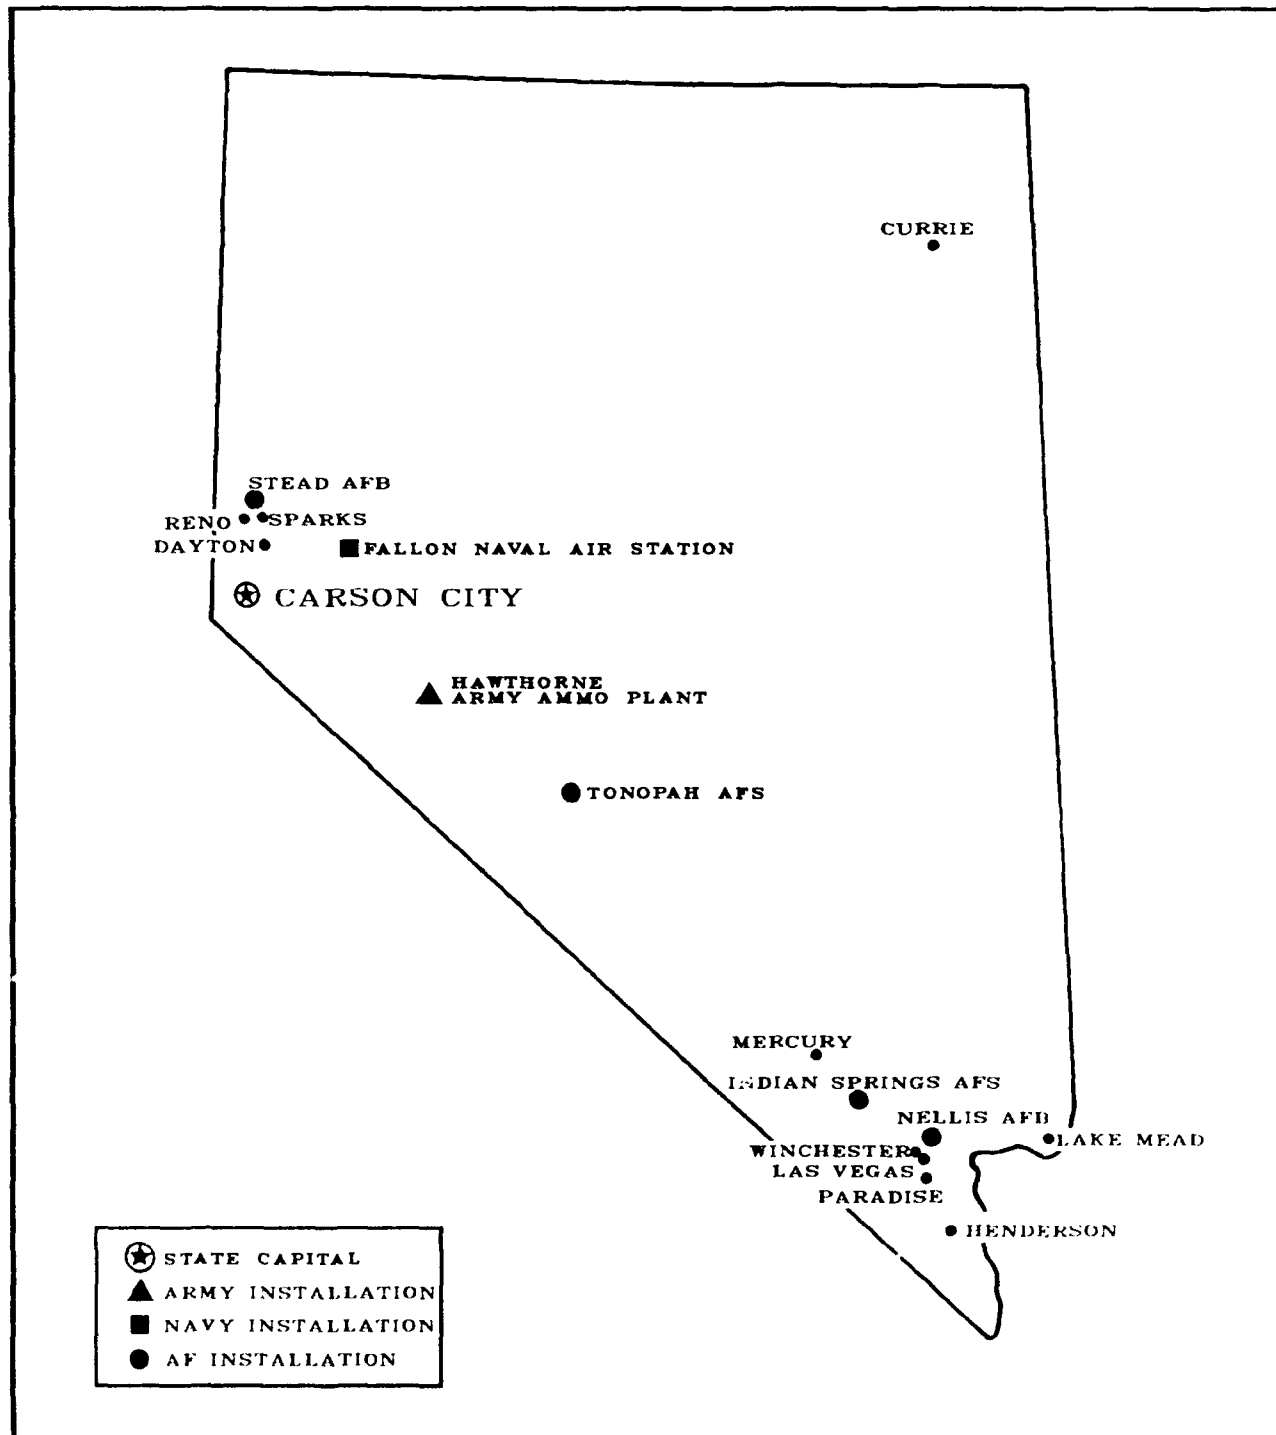 CURRIE
STEAD AFB
RENO
SPARKS
DAYTON
FALLON NAVAL AIR STATION
CARSON CITY
HAWTHORNE
ARMY AMMO PLANT
TONOPAH AFS
MERCURY
INDIAN SPRINGS AFS
NELLIS AFB
WINCHESTER
LAKE MEAD
LAS VEGAS
PARADISE
HENDERSON
STATE CAPITAL
ARMY INSTALLATION
NAVY INSTALLATION
AF INSTALLATION